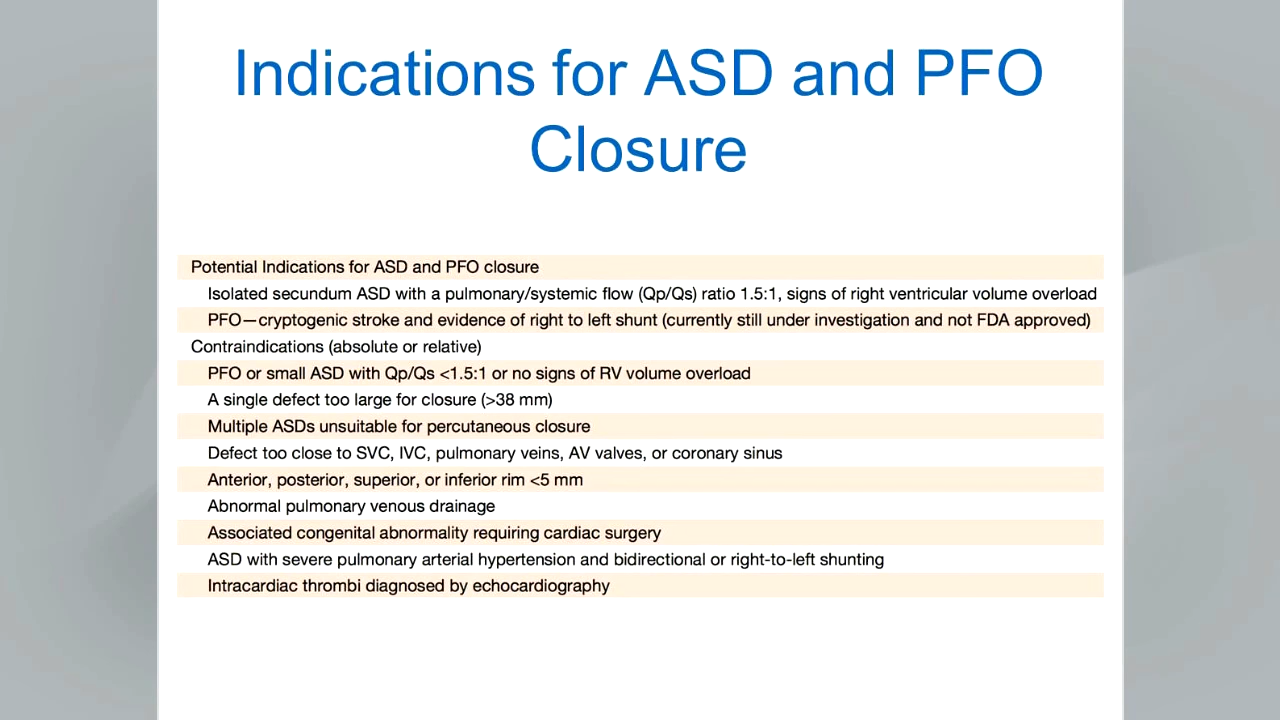 Indications for ASD and PFO
Closure
Potential Indications for ASD and PFO closure
Isolated secundum ASD with a pulmonary/systemic flow (Qp/Qs) ratio 1.5:1, signs of right ventricular volume overload
PFO—cryptogenic stroke and evidence of right to left shunt (currently still under investigation and not FDA approved)
Contraindications (absolute or relative)
PFO or small ASD with Qp/Qs <1.5:1 or no signs of RV volume overload
A single defect too large for closure (>38 mm)
Multiple ASDs unsuitable for percutaneous closure
Defect too close to SVC, IVC, pulmonary veins, AV valves, or coronary sinus
Anterior, posterior, superior, or inferior rim <5 mm
Abnormal pulmonary venous drainage
Associated congenital abnormality requiring cardiac surgery
ASD with severe pulmonary arterial hypertension and bidirectional or right-to-left shunting
Intracardiac thrombi diagnosed by echocardiography